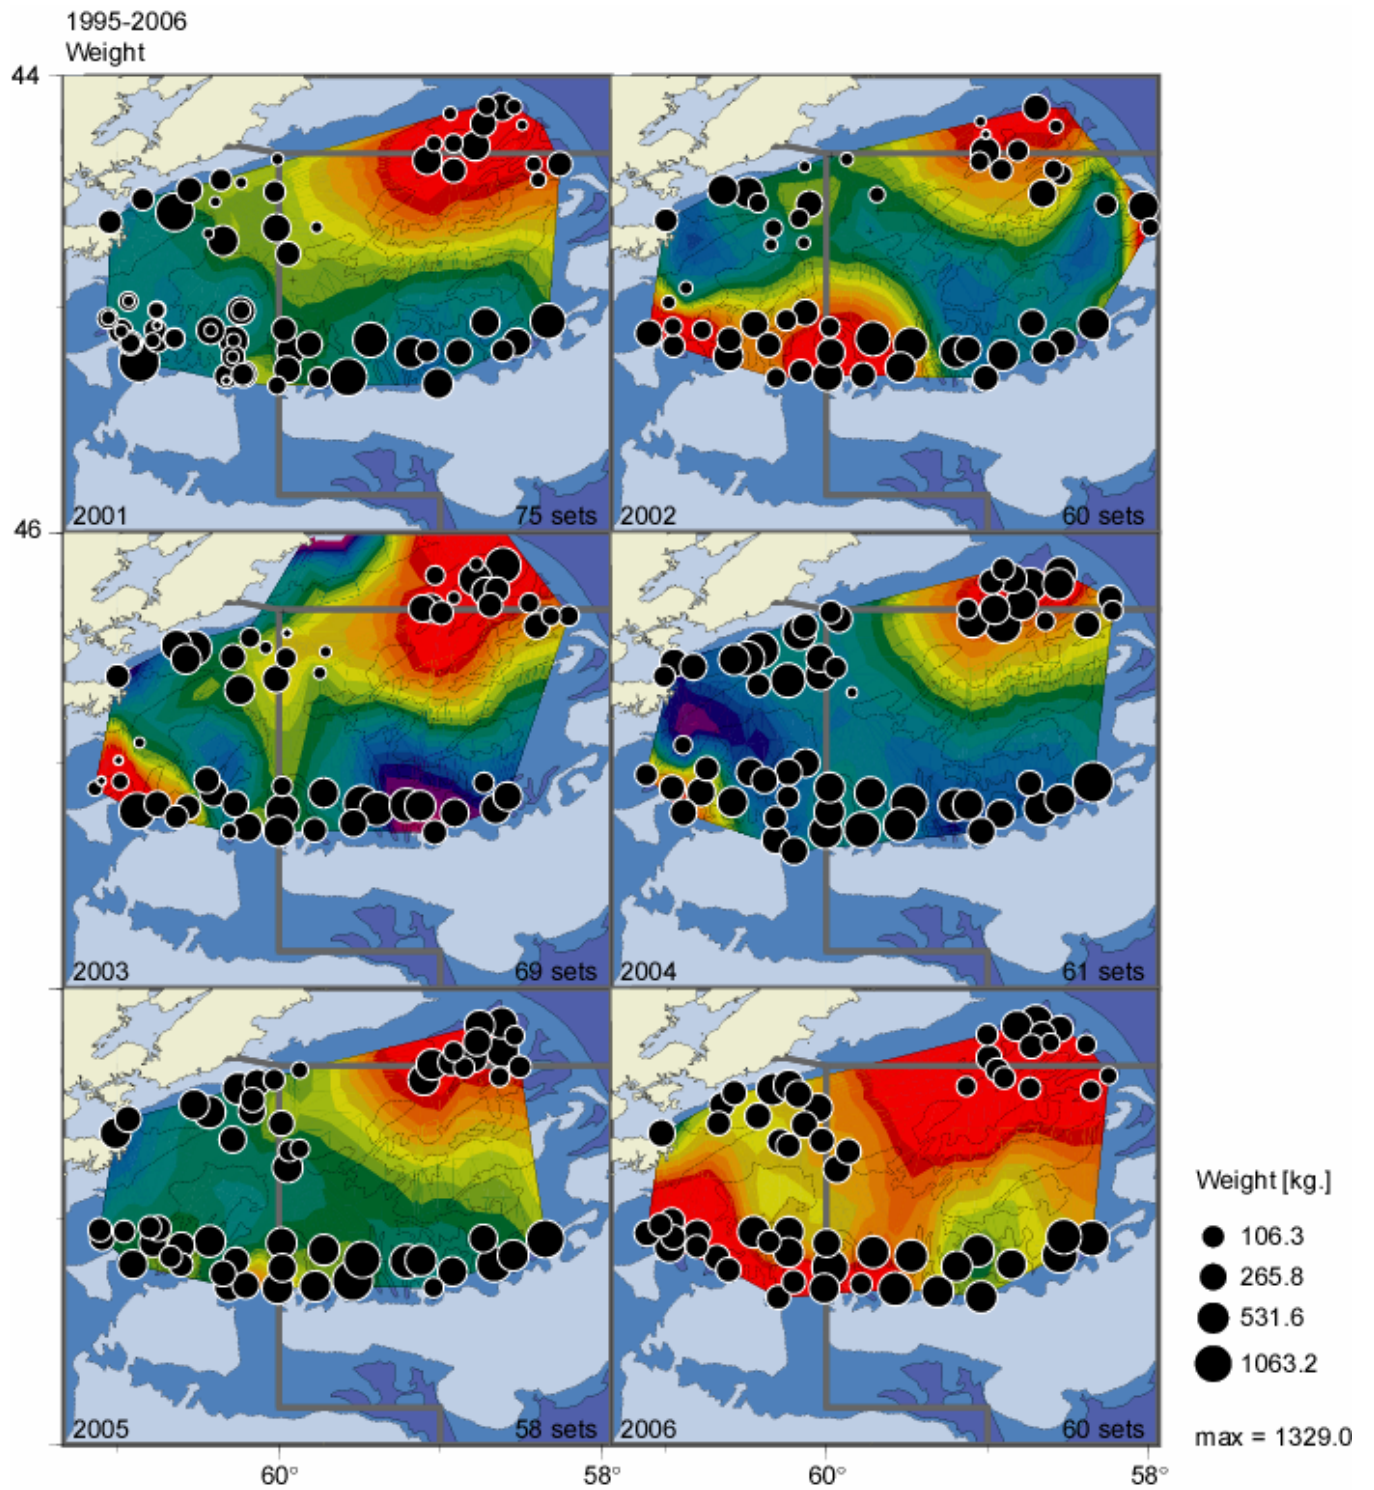 1995-2006
Weight
44
2001 75 sets
2002 60 sets
46
2003 69 sets
2004 61 sets
2005 58 sets
2006 60 sets
Weight [kg.]
106.3
265.8
531.6
1063.2
max = 1329.0
60° 58° 60° 58°